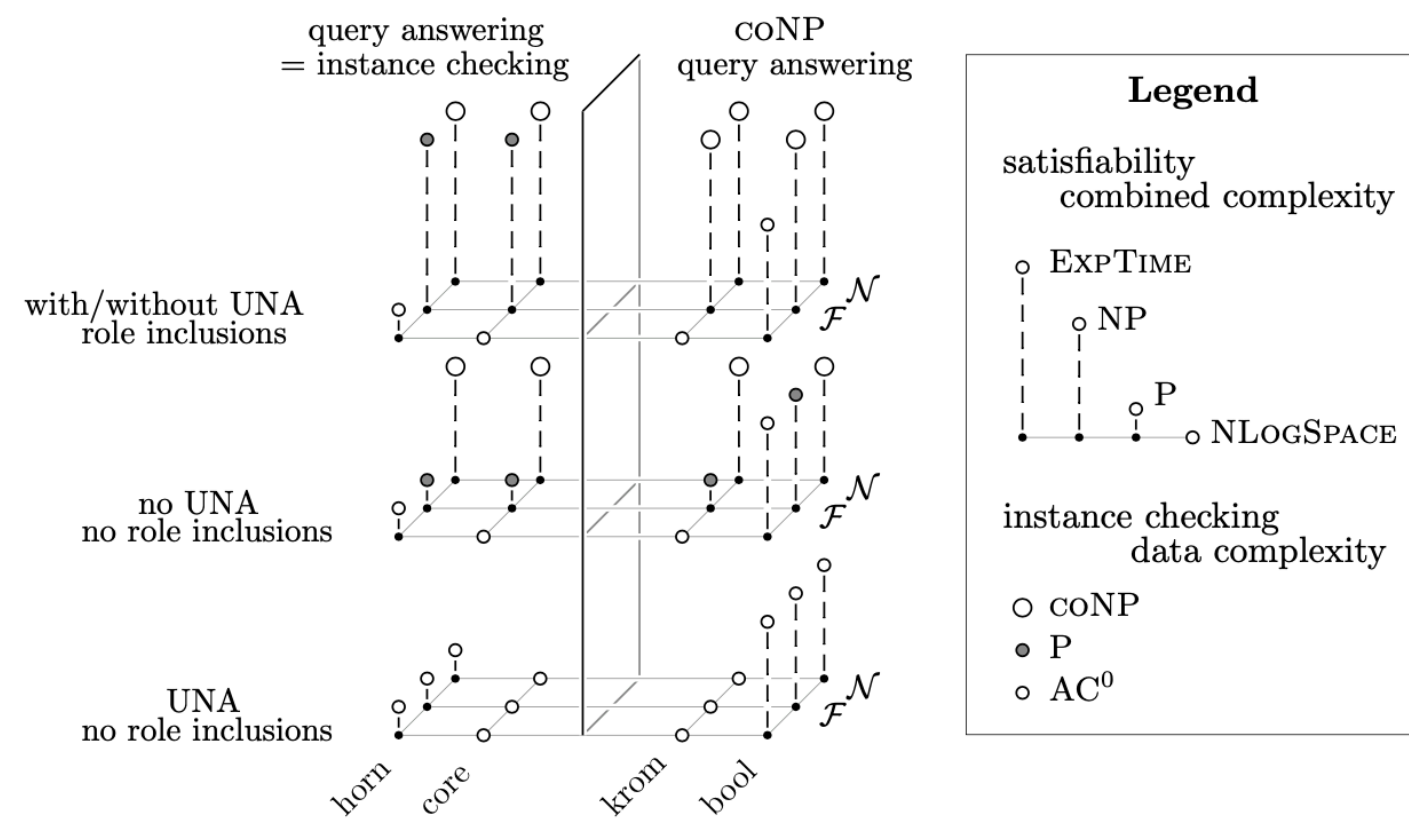 query answering
= instance checking
coNP
query answering
with/without UNA
role inclusions
𝒩
ℱ
no UNA
no role inclusions
𝒩
ℱ
UNA
no role inclusions
𝒩
ℱ
horn
core
krom
bool
Legend
satisfiability
combined complexity
ExpTime
NP
P
NLogSpace
instance checking
data complexity
coNP
P
AC⁰